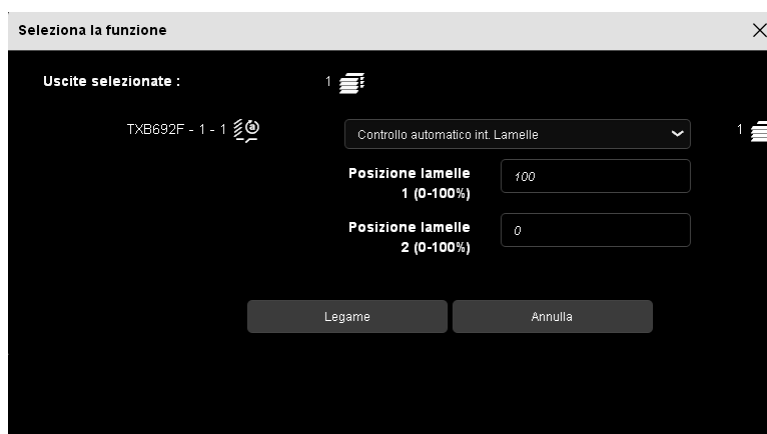 Seleziona la funzione
Uscite selezionate : 1
TXB692F - 1 - 1 Controllo automatico int. Lamelle 1
Posizione lamelle 1 (0-100%) 100
Posizione lamelle 2 (0-100%) 0
Legame Annulla